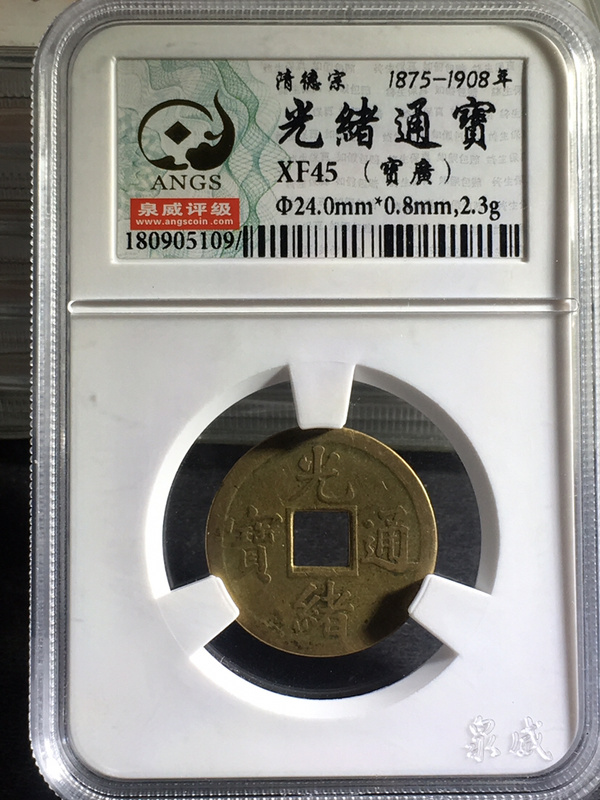 清德宗 1875-1908年
光緒通寶
XF45 (寶廣)
Φ24.0mm*0.8mm,2.3g
ANGS
泉威评级
www.angscoin.com
180905109/
光
寶 通
緒
泉威